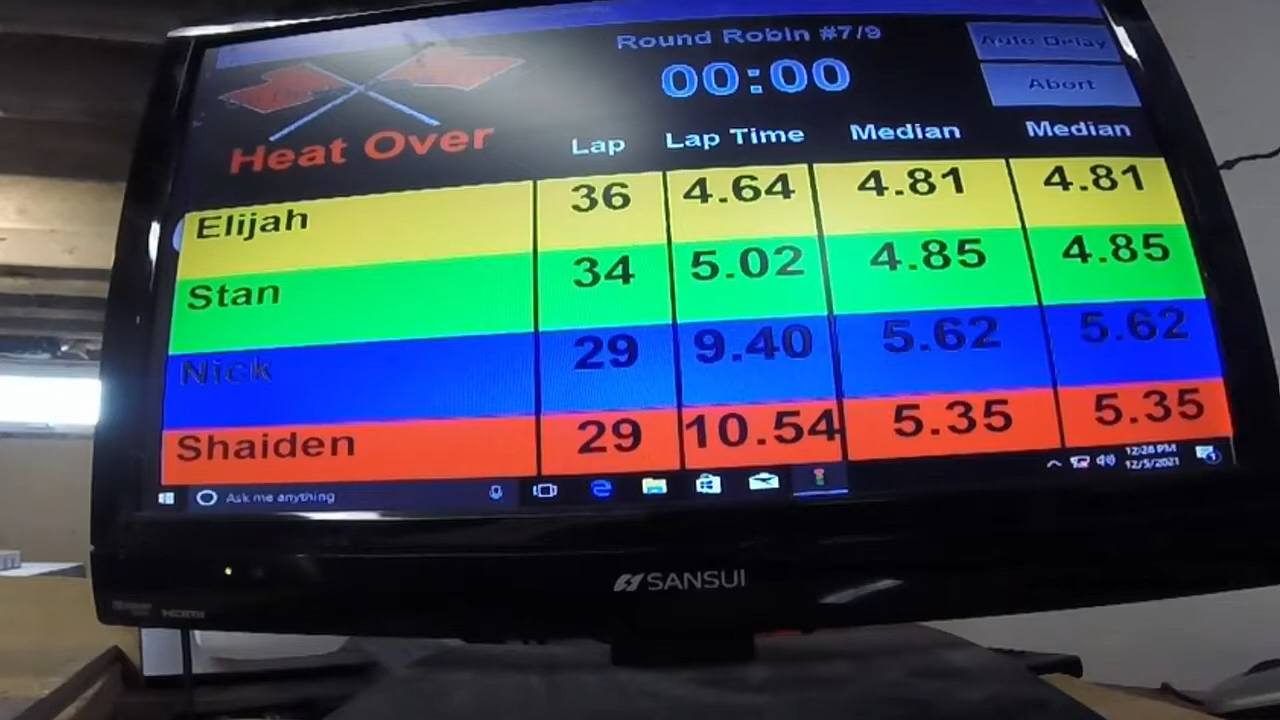 Round Robin #7/9
Auto Delay
00:00
Abort
Heat Over
Lap Lap Time Median Median
Elijah 36 4.64 4.81 4.81
Stan 34 5.02 4.85 4.85
Nick 29 9.40 5.62 5.62
Shaiden 29 10.54 5.35 5.35
Ask me anything
12:28 PM
12/5/2021
SANSUI
HDMI